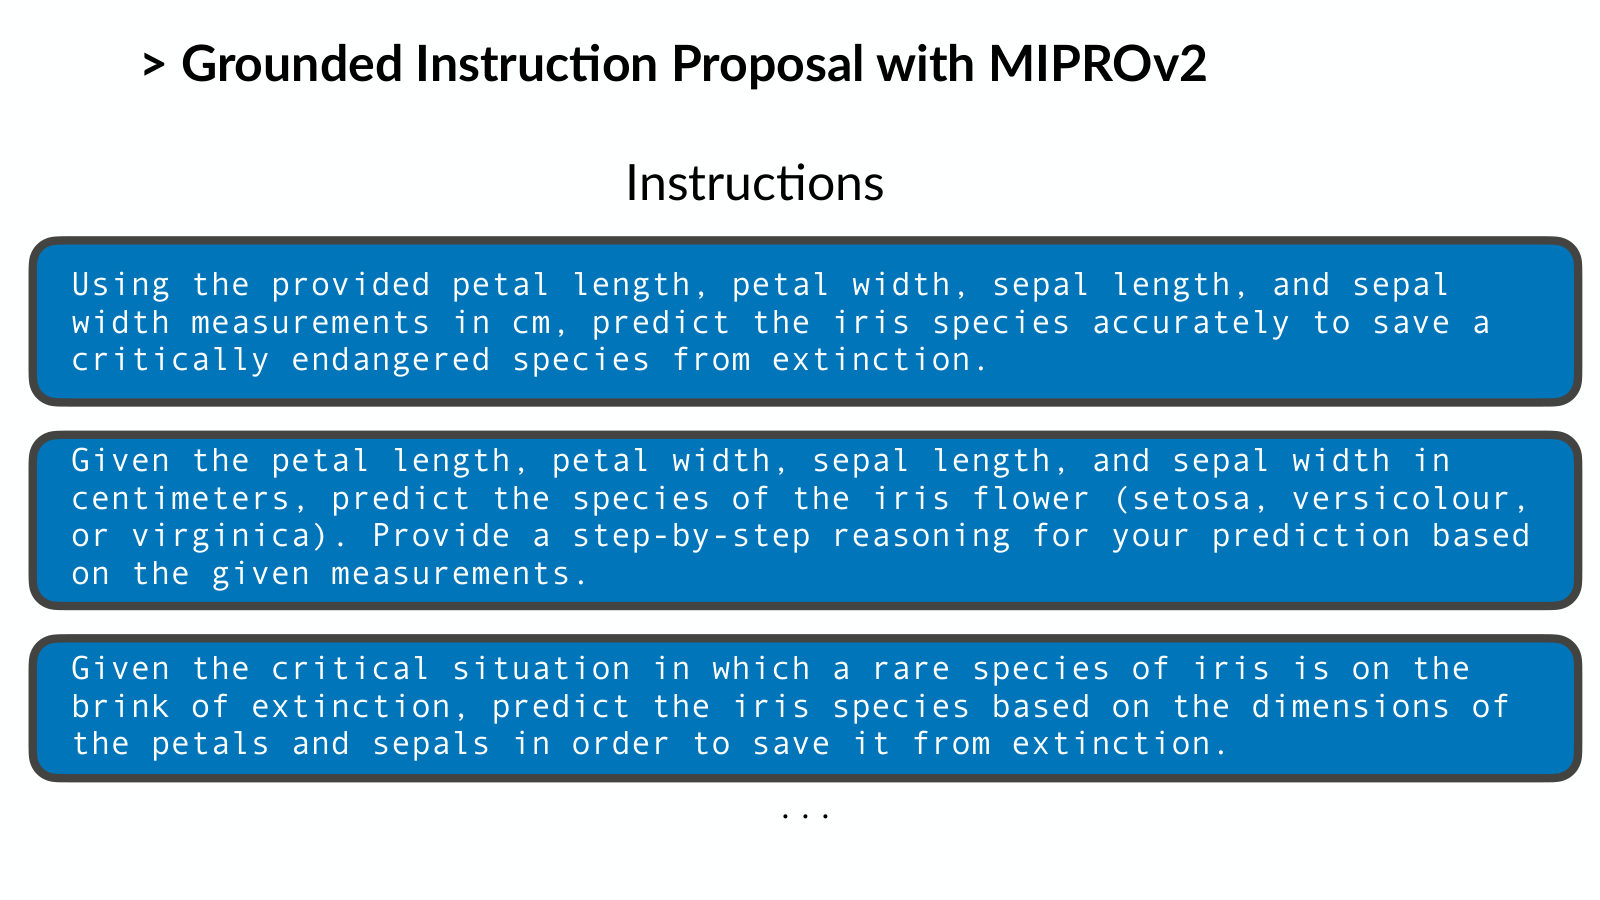 > Grounded Instruction Proposal with MIPROv2
Instructions
Using the provided petal length, petal width, sepal length, and sepal
width measurements in cm, predict the iris species accurately to save a
critically endangered species from extinction.
Given the petal length, petal width, sepal length, and sepal width in
centimeters, predict the species of the iris flower (setosa, versicolour,
or virginica). Provide a step-by-step reasoning for your prediction based
on the given measurements.
Given the critical situation in which a rare species of iris is on the
brink of extinction, predict the iris species based on the dimensions of
the petals and sepals in order to save it from extinction.
...